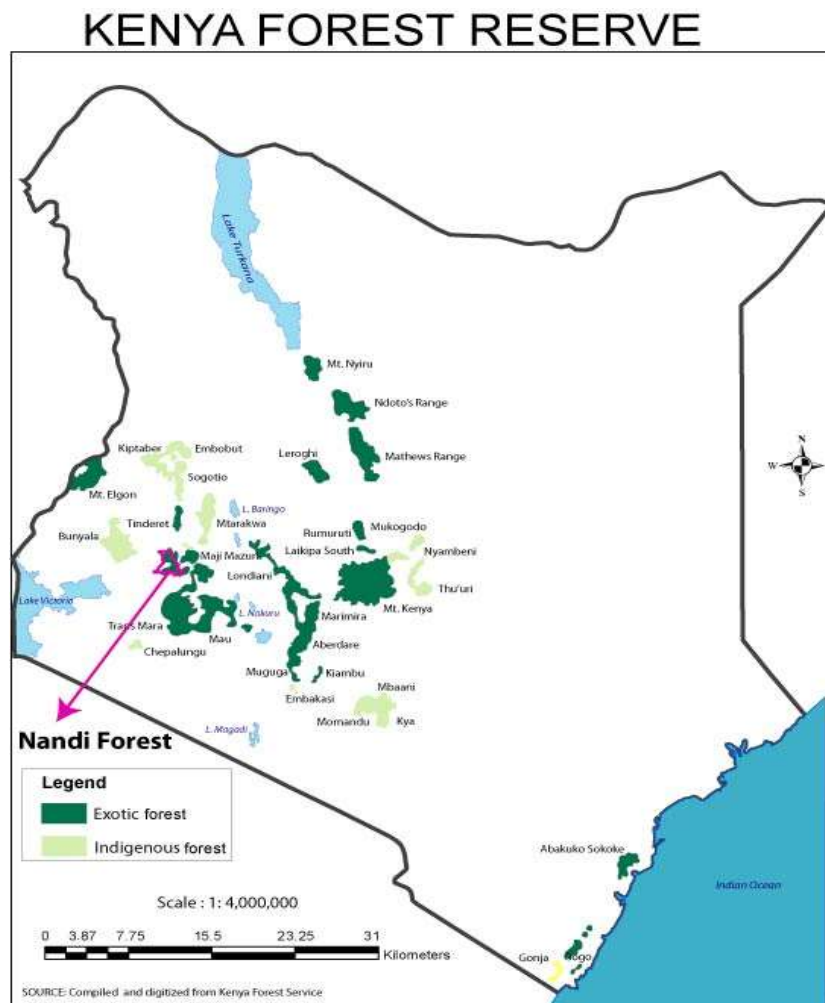 KENYA FOREST RESERVE
Lake Turkana
Mt. Nyiru
Ndoto's Range
Mathews Range
Leroghi
Kiptaber
Embobut
Sogotio
Mt. Elgon
Mtarakwa
L. Baringo
Tinderet
Bunyala
Rumuruti
Mukogodo
Maji Mazuri
Laikipa South
Nyambeni
Londiani
Thu'uri
Lake Victoria
Mt. Kenya
L. Nakuru
Trans Mara
Marimira
Mau
Aberdare
Chepalungu
Muguga
Kiambu
Embakasi
Mbaani
Momandu
Kya
L. Magadi
N
W
E
S
Nandi Forest
Legend
Exotic forest
Indigenous forest
Abakuko Sokoke
Indian Ocean
Gonja
Scale : 1: 4,000,000
0 3.87 7.75 15.5 23.25 31
Kilometers
SOURCE: Compiled and digitized from Kenya Forest Service